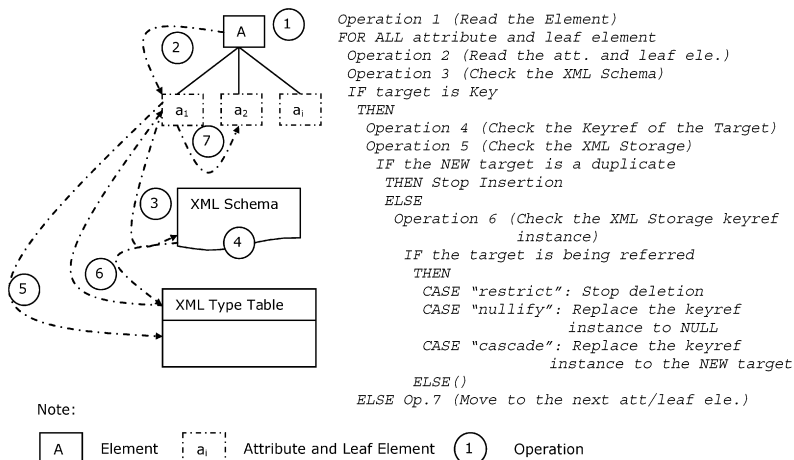 A
1
2
a1
a2
ai
7
3
XML Schema
4
6
5
XML Type Table
Operation 1 (Read the Element)
FOR ALL attribute and leaf element
Operation 2 (Read the att. and leaf ele.)
Operation 3 (Check the XML Schema)
IF target is Key
THEN
Operation 4 (Check the Keyref of the Target)
Operation 5 (Check the XML Storage)
IF the NEW target is a duplicate
THEN Stop Insertion
ELSE
Operation 6 (Check the XML Storage keyref
instance)
IF the target is being referred
THEN
CASE “restrict”: Stop deletion
CASE “nullify”: Replace the keyref
instance to NULL
CASE “cascade”: Replace the keyref
instance to the NEW target
ELSE()
ELSE Op.7 (Move to the next att/leaf ele.)
Note:
A Element ai Attribute and Leaf Element 1 Operation